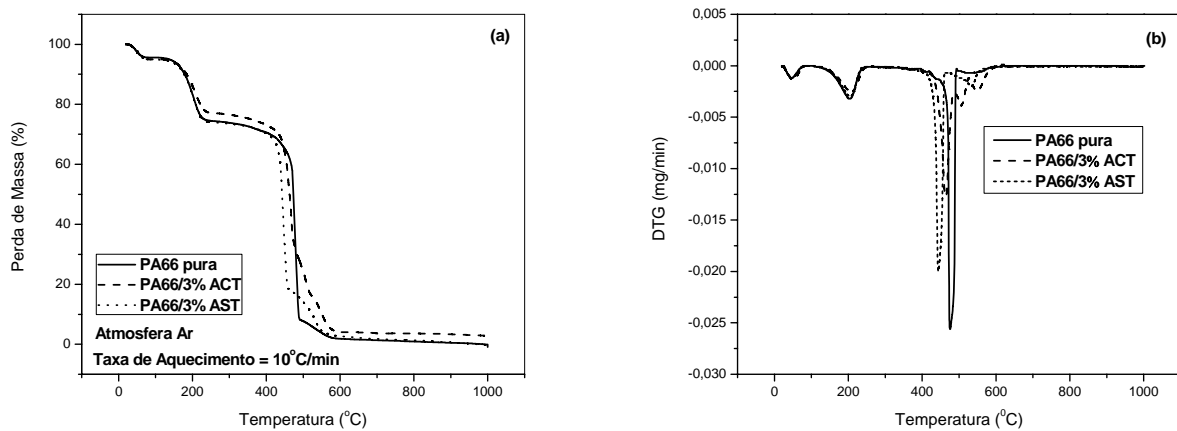 (a)
100
80
60
40
20
0
Perda de Massa (%)
PA66 pura
PA66/3% ACT
PA66/3% AST
Atmosfera Ar
Taxa de Aquecimento = 10°C/min
0 200 400 600 800 1000
Temperatura (°C)
(b)
0,005
0,000
-0,005
-0,010
-0,015
-0,020
-0,025
-0,030
DTG (mg/min)
PA66 pura
PA66/3% ACT
PA66/3% AST
0 200 400 600 800 1000
Temperatura (⁰C)